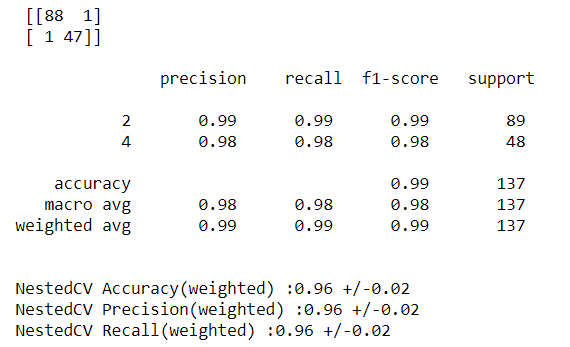 [[88  1]
[ 1 47]]
precision recall f1-score support
2 0.99 0.99 0.99 89
4 0.98 0.98 0.98 48
accuracy 0.99 137
macro avg 0.98 0.98 0.98 137
weighted avg 0.99 0.99 0.99 137
NestedCV Accuracy(weighted) :0.96 +/-0.02
NestedCV Precision(weighted) :0.96 +/-0.02
NestedCV Recall(weighted) :0.96 +/-0.02